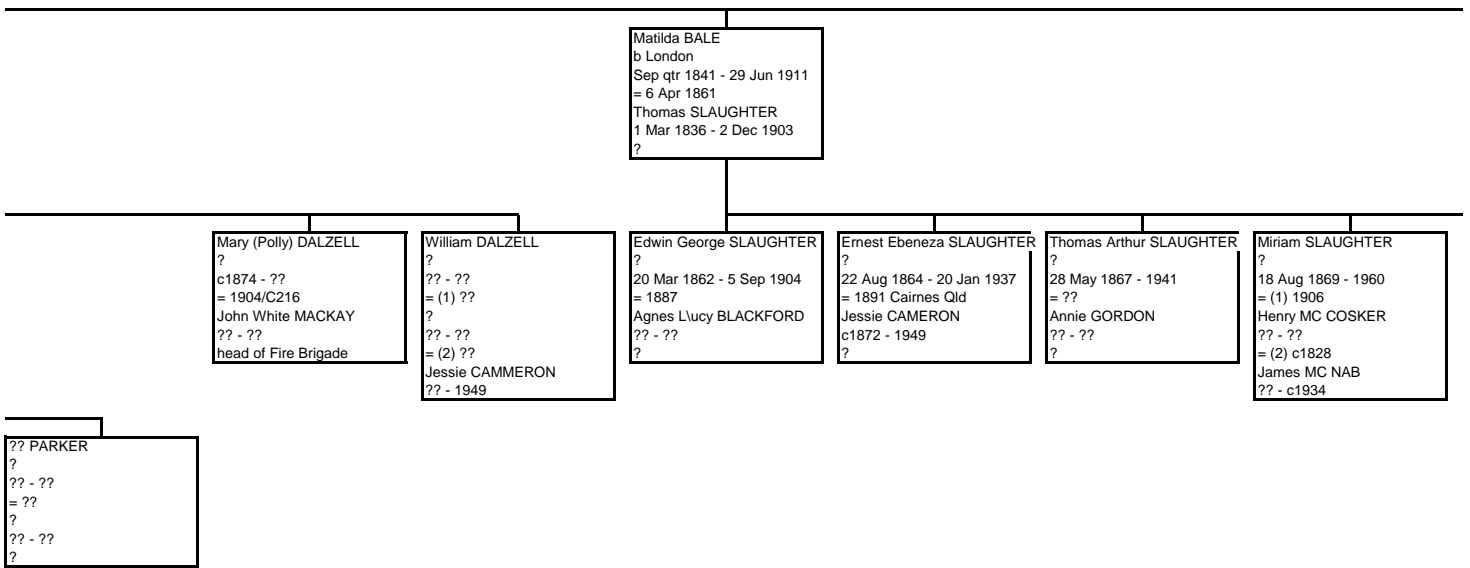 Matilda BALE
b London
Sep qtr 1841 - 29 Jun 1911
= 6 Apr 1861
Thomas SLAUGHTER
1 Mar 1836 - 2 Dec 1903
?
Mary (Polly) DALZELL
?
c1874 - ??
= 1904/C216
John White MACKAY
?? - ??
head of Fire Brigade
William DALZELL
?
?? - ??
= (1) ??
?
?? - ??
= (2) ??
Jessie CAMMERON
?? - 1949
Edwin George SLAUGHTER
?
20 Mar 1862 - 5 Sep 1904
= 1887
Agnes L\ucy BLACKFORD
?? - ??
?
Ernest Ebeneza SLAUGHTER
?
22 Aug 1864 - 20 Jan 1937
= 1891 Cairnes Qld
Jessie CAMERON
c1872 - 1949
?
Thomas Arthur SLAUGHTER
?
28 May 1867 - 1941
= ??
Annie GORDON
?? - ??
?
Miriam SLAUGHTER
?
18 Aug 1869 - 1960
= (1) 1906
Henry MC COSKER
?? - ??
= (2) c1828
James MC NAB
?? - c1934
?? PARKER
?
?? - ??
= ??
?
?? - ??
?